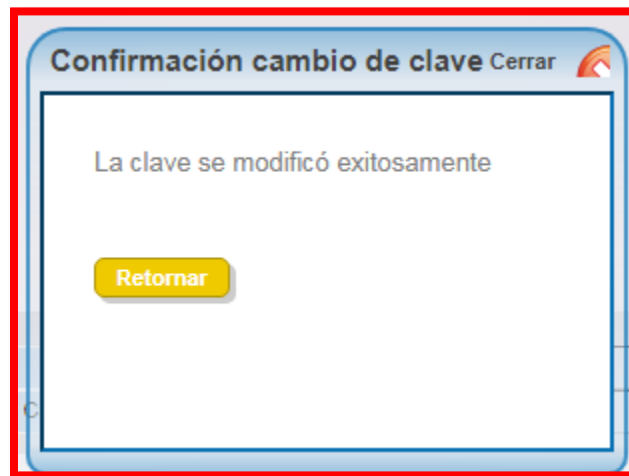 Confirmación cambio de clave Cerrar
La clave se modificó exitosamente
Retornar
C